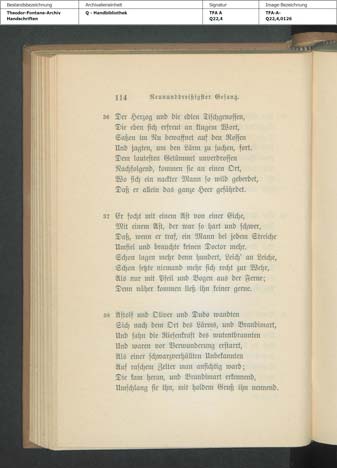 Bestandsbezeichnung Archivalieneinheit Signatur Image-Bezeichnung
Theodor-Fontane-Archiv Q - Handbibliothek TFA A TFA-A-
Handschriften Q22,4 Q22,4,0126
114 Neununddreißigster Gesang.
36 Der Herzog und die edlen Tischgenossen,
Die eben sich erfreut an klugem Wort,
Saßen im Nu bewaffnet auf den Rossen
Und jagten, um den Lärm zu suchen, fort.
Dem lautesten Getümmel unverdrossen
Nachfolgend, kommen sie an einen Ort,
Wo sich ein nackter Mann so wild geberdet,
Daß er allein das ganze Heer gefährdet.
37 Er focht mit einem Ast von einer Eiche,
Mit einem Ast, der war so hart und schwer,
Daß, wenn er traf, ein Mann bei jedem Streiche
Umfiel und brauchte keinen Doctor mehr.
Schon lagen mehr denn hundert, Leich' an Leiche,
Schon setzte niemand mehr sich recht zur Wehr,
Als nur mit Pfeil und Bogen aus der Ferne;
Denn näher kommen ließ ihn keiner gerne.
38 Astolf und Oliver und Dudo wandten
Sich nach dem Ort des Lärms, und Brandimart,
Und sahn die Riesenkraft des wutentbrannten
Und waren vor Verwunderung erstarrt,
Als einer schwarzverhüllten Unbekannten
Auf raschem Zelter man ansichtig ward;
Die kam heran, und Brandimart erkennend,
Umschlang sie ihn, mit holdem Gruß ihn nennend.